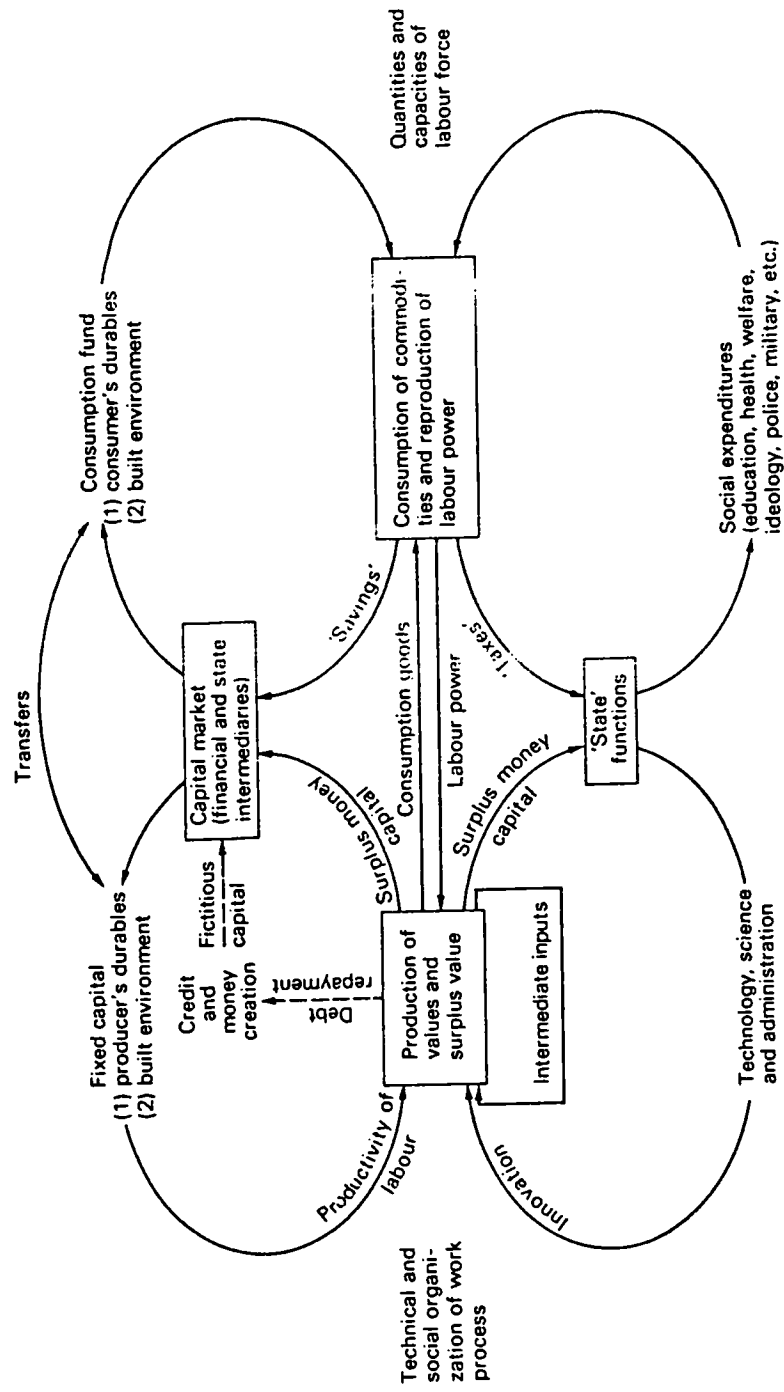 Transfers
Fixed capital
(1) producer's durables
(2) built environment
Consumption fund
(1) consumer's durables
(2) built environment
Capital market
(financial and state
intermediaries)
Credit
and
money
creation
Fictitious
capital
Debt
repayment
Surplus money
capital
'Savings'
Productivity of
labour
Technical and
social organi-
zation of work
process
Production of
values and
surplus value
Consumption goods
Labour power
Consumption of commodi-
ties and reproduction of
labour power
Quantities and
capacities of
labour force
Intermediate inputs
Innovation
Surplus money
capital
'Taxes'
'State'
functions
Technology, science
and administration
Social expenditures
(education, health, welfare,
ideology, police, military, etc.)